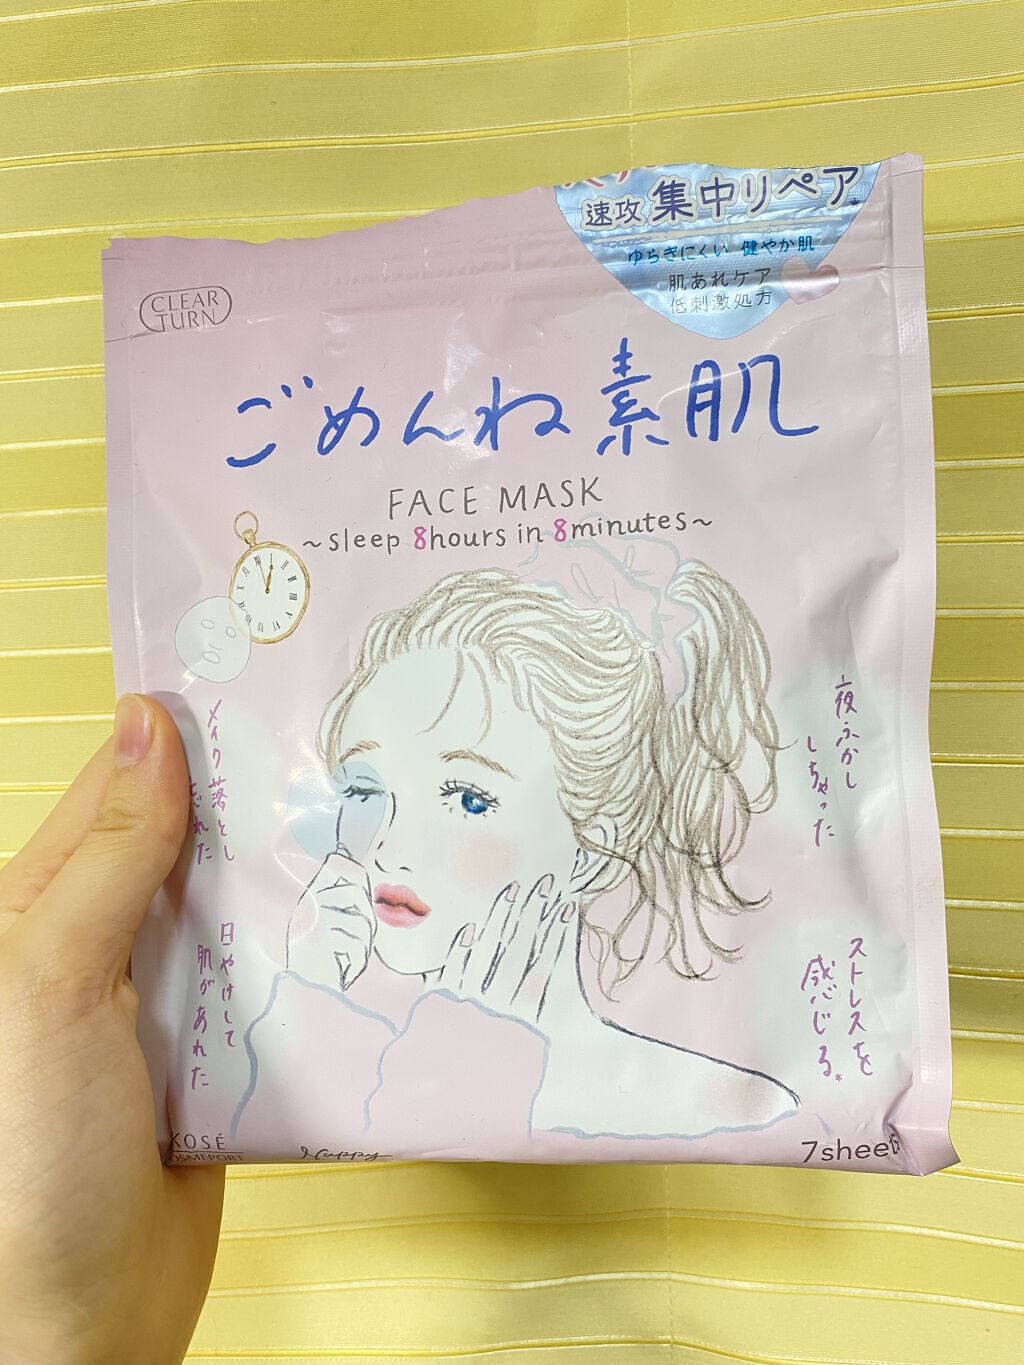 速攻 集中リペア*
ゆらぎにくい 健やか肌
肌あれケア
低刺激処方
CLEAR
TURN
ごめんね素肌
FACE MASK
~sleep 8hours in 8minutes~
メイク落とし
忘れた
夜ふかし
しちゃった
日やけして
肌があれた
ストレスを
感じる*
KOSÉ
Happy
7sheets